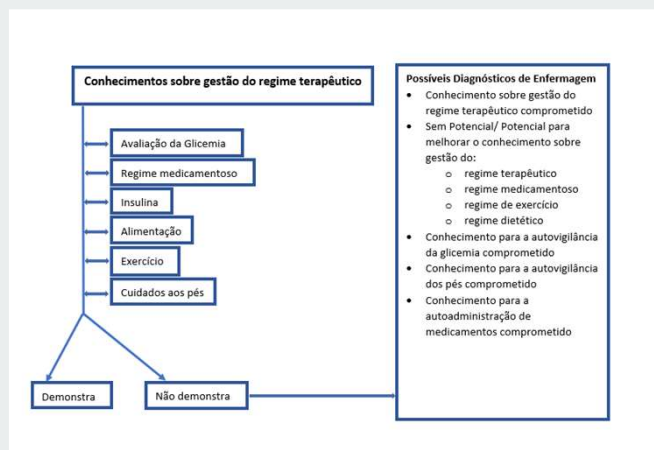 Conhecimentos sobre gestão do regime terapêutico
Avaliação da Glicemia
Regime medicamentoso
Insulina
Alimentação
Exercício
Cuidados aos pés
Demonstra
Não demonstra
Possíveis Diagnósticos de Enfermagem
• Conhecimento sobre gestão do
regime terapêutico comprometido
• Sem Potencial/ Potencial para
melhorar o conhecimento sobre
gestão do:
o regime terapêutico
o regime medicamentoso
o regime de exercício
o regime dietético
• Conhecimento para a autovigilância
da glicemia comprometido
• Conhecimento para a autovigilância
dos pés comprometido
• Conhecimento para a
autoadministração de
medicamentos comprometido